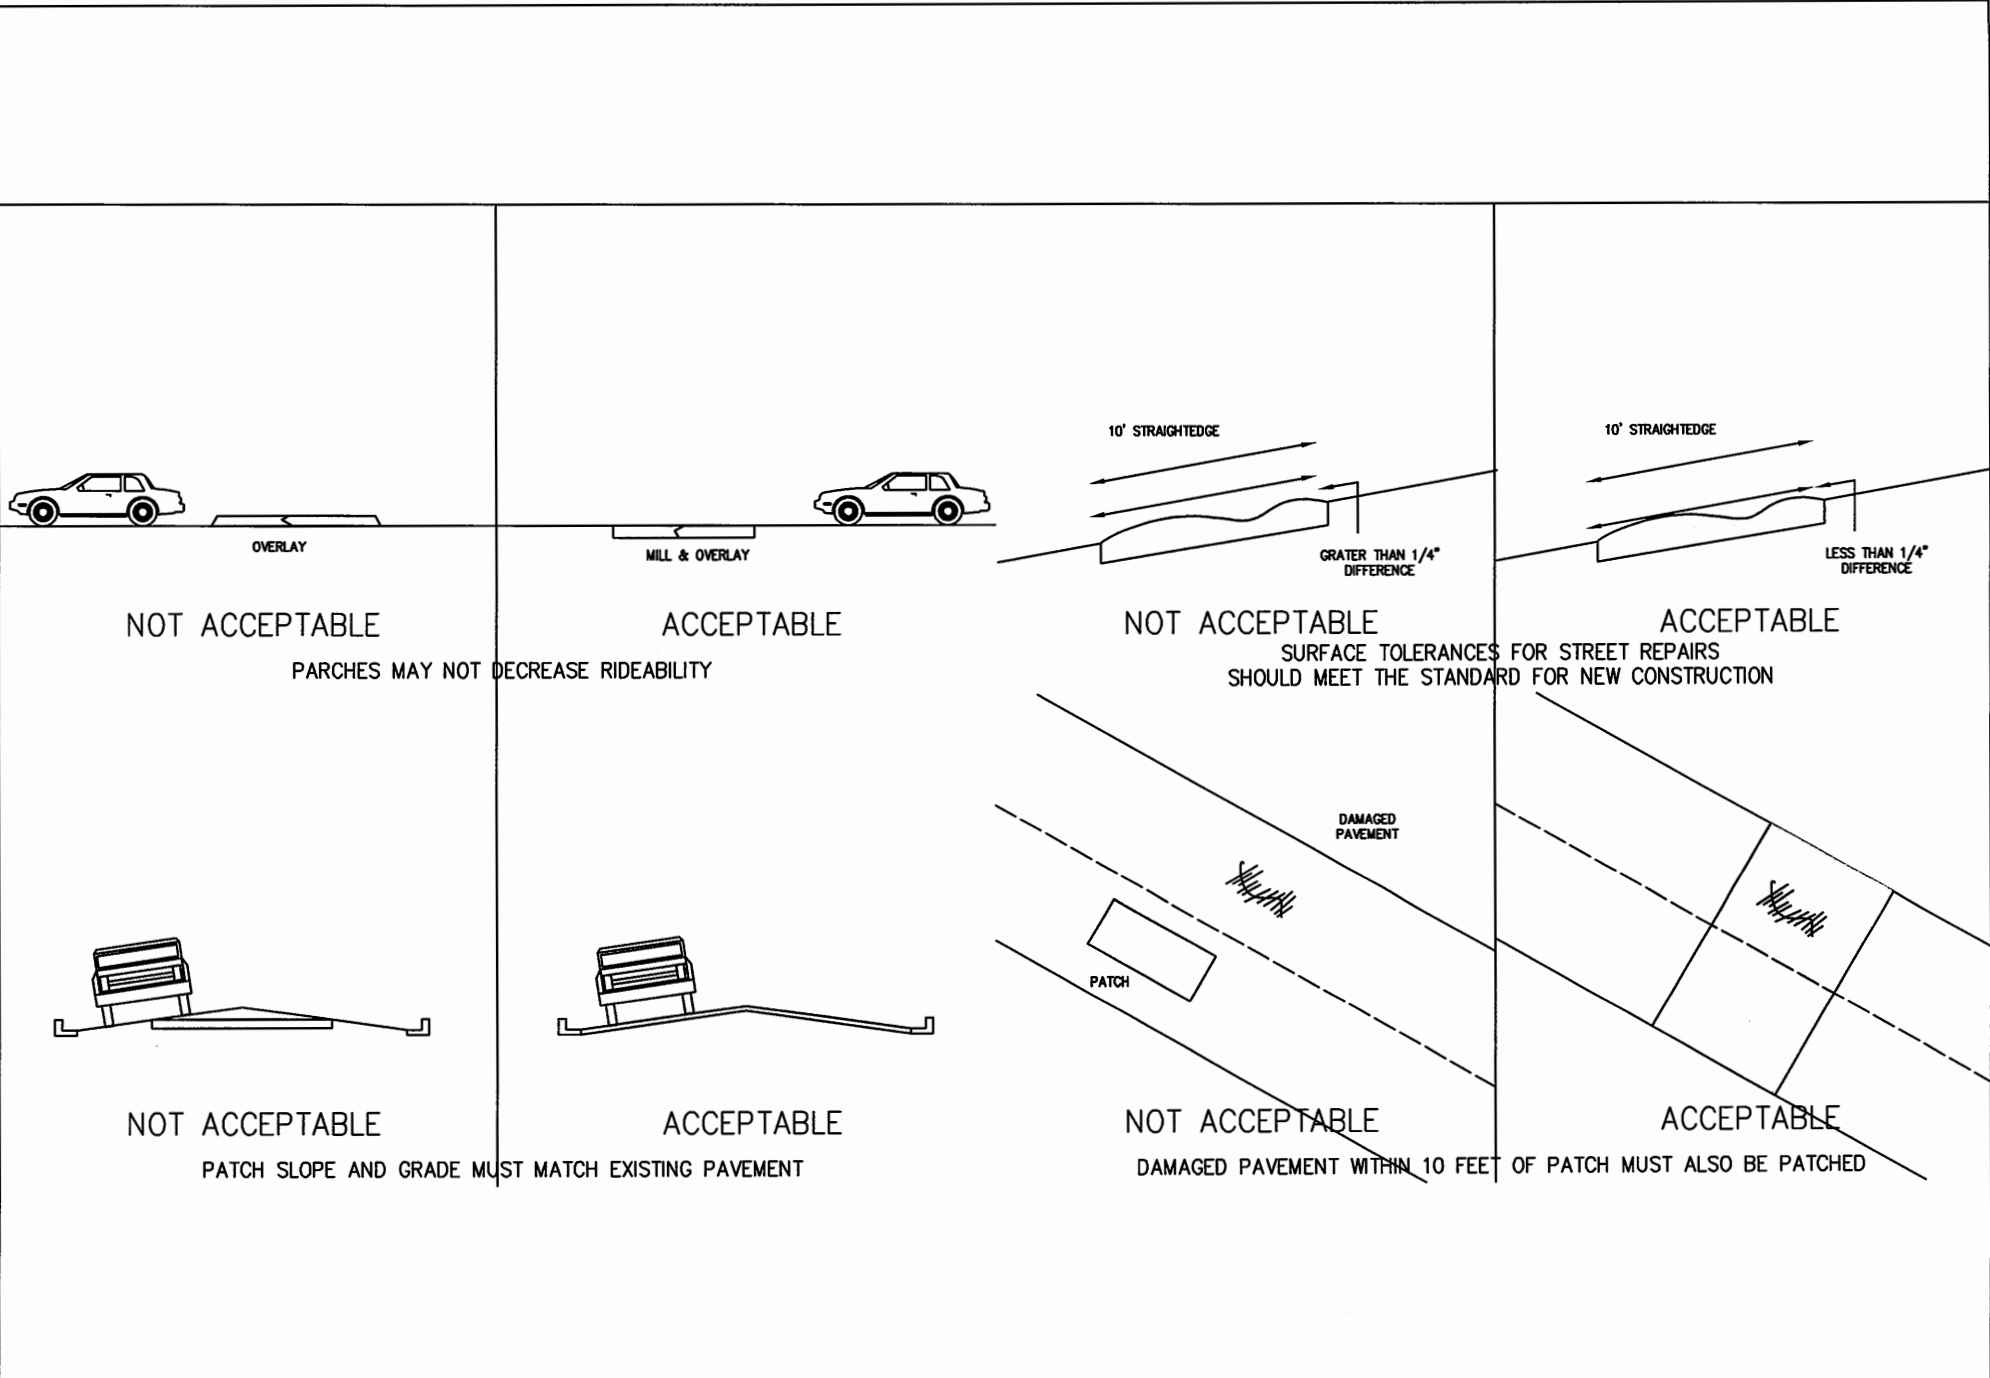 10' STRAIGHTEDGE
10' STRAIGHTEDGE
OVERLAY
MILL & OVERLAY
GRATER THAN 1/4"
DIFFERENCE
LESS THAN 1/4"
DIFFERENCE
NOT ACCEPTABLE
ACCEPTABLE
NOT ACCEPTABLE
ACCEPTABLE
PARCHES MAY NOT DECREASE RIDEABILITY
SURFACE TOLERANCES FOR STREET REPAIRS
SHOULD MEET THE STANDARD FOR NEW CONSTRUCTION
DAMAGED
PAVEMENT
PATCH
NOT ACCEPTABLE
ACCEPTABLE
NOT ACCEPTABLE
ACCEPTABLE
PATCH SLOPE AND GRADE MUST MATCH EXISTING PAVEMENT
DAMAGED PAVEMENT WITHIN 10 FEET OF PATCH MUST ALSO BE PATCHED